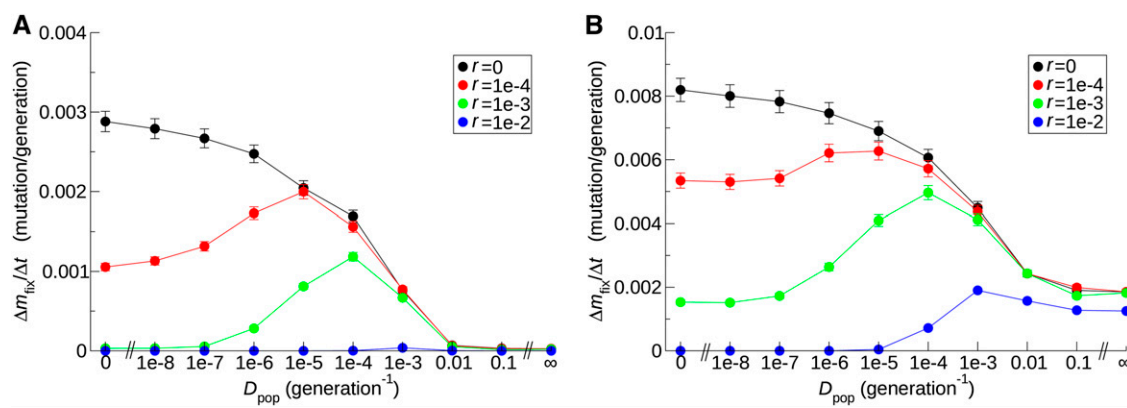 A
0.004
0.003
0.002
0.001
0
Δm_fix/Δt (mutation/generation)
r=0
r=1e-4
r=1e-3
r=1e-2
0 // 1e-8 1e-7 1e-6 1e-5 1e-4 1e-3 0.01 0.1 // ∞
D_pop (generation⁻¹)
B
0.01
0.008
0.006
0.004
0.002
0
Δm_fix/Δt (mutation/generation)
r=0
r=1e-4
r=1e-3
r=1e-2
0 // 1e-8 1e-7 1e-6 1e-5 1e-4 1e-3 0.01 0.1 // ∞
D_pop (generation⁻¹)